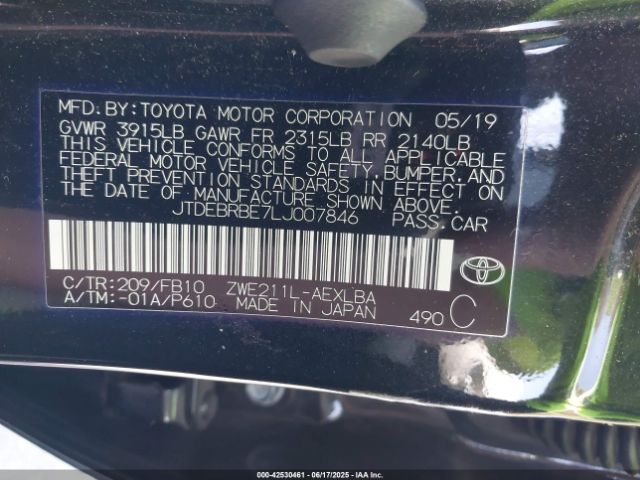 MFD.BY:TOYOTA MOTOR CORPORATION 05/19
GVWR 3915LB GAWR FR 2315LB RR 2140LB
THIS VEHICLE CONFORMS TO ALL APPLICABLE
FEDERAL MOTOR VEHICLE SAFETY,BUMPER,AND
THEFT PREVENTION STANDARDS IN EFFECT ON
THE DATE OF MANUFACTURE SHOWN ABOVE.
JTDEBRBE7LJ007846 PASS.CAR
C/TR:209/FB10 ZWE211L-AEXLBA
A/TM:-01A/P610 MADE IN JAPAN 490 C
000-42530461 - 06/17/2025 - IAAI.COM